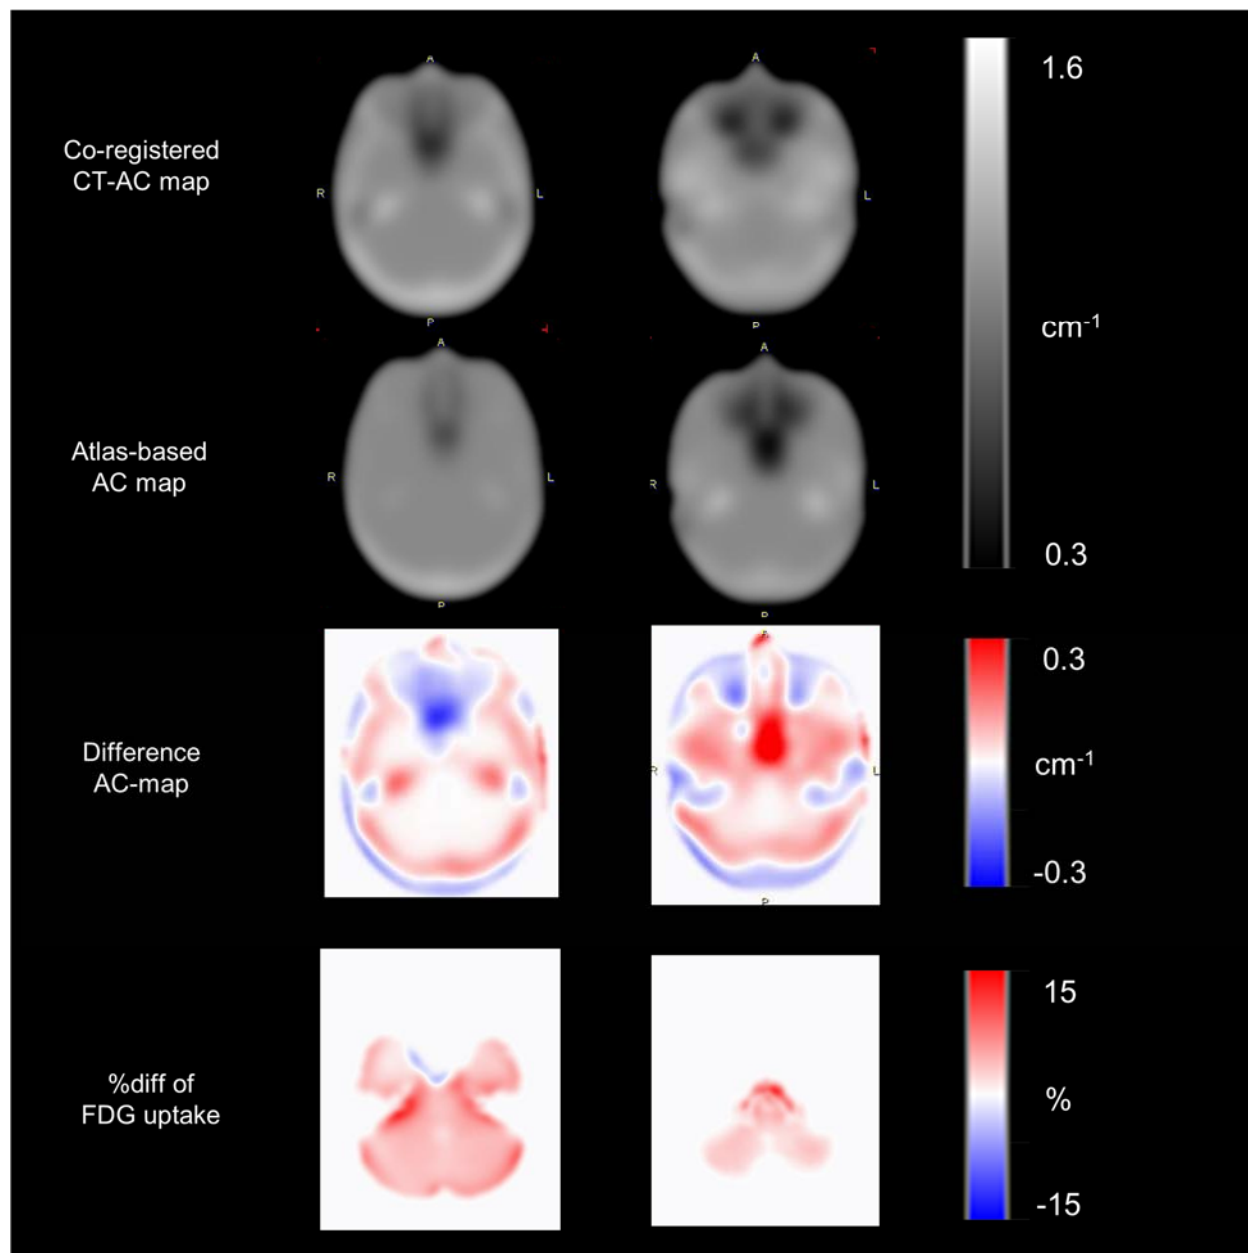 A
A
1.6
Co-registered
CT-AC map
R
L
L
cm-1
P
P
A
A
Atlas-based
AC map
R
L
R
L
0.3
P
P
A
0.3
Difference
AC-map
R
L
cm-1
-0.3
P
15
%diff of
FDG uptake
%
-15